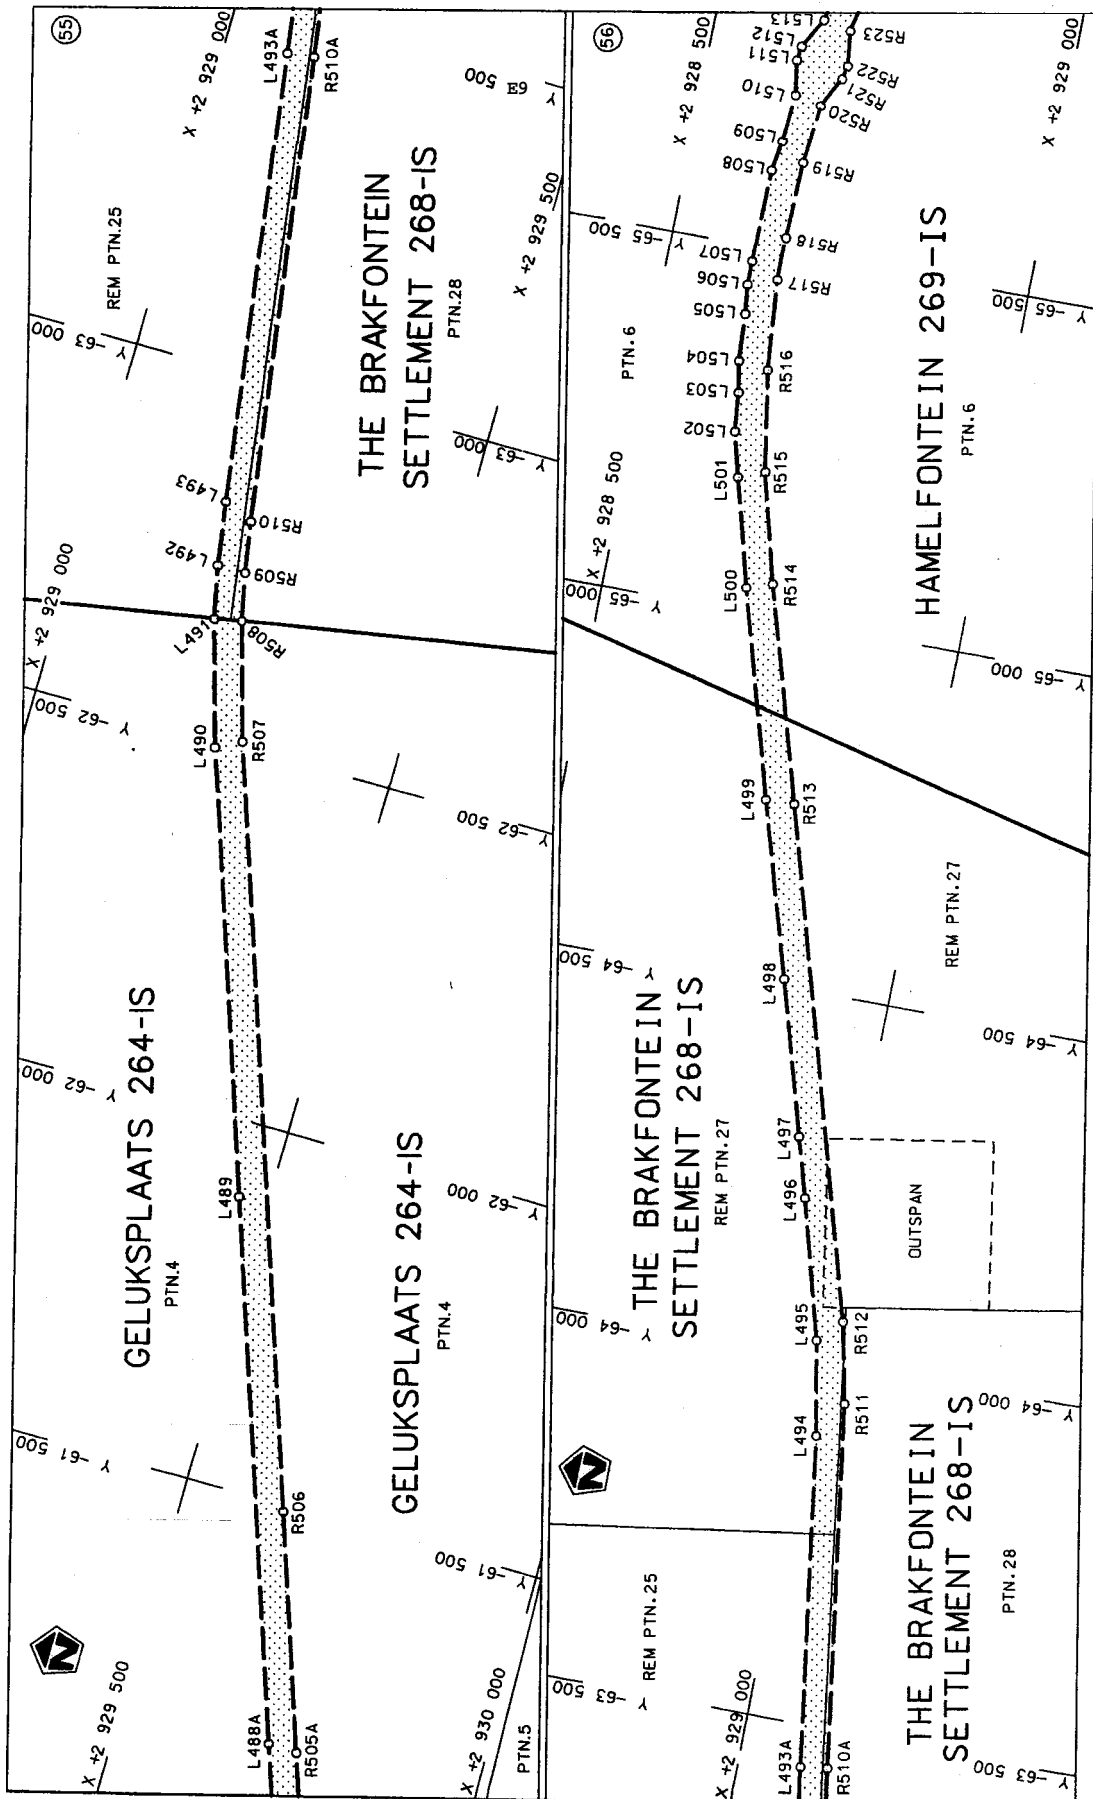 55
X +2 929 500
L488A
R505A
X +2 930 000
PTN.5
R506
Y -61 500
Y -61 500
GELUKSPLAATS 264-IS
PTN.4
GELUKSPLAATS 264-IS
PTN.4
L489
Y -62 000
Y -62 000
L490
R507
Y -62 500
Y -62 500
X +2 929 000
L491
R508
L492
R509
L493
R510
Y -63 000
Y -63 000
REM PTN.25
THE BRAKFONTEIN
SETTLEMENT 268-IS
PTN.28
X +2 929 500
X +2 929 000
L493A
R510A
Y 500
N
56
X +2 929 000
L493A
R510A
Y -63 500
Y -63 500
REM PTN.25
THE BRAKFONTEIN
SETTLEMENT 268-IS
PTN.28
L494
R511
L495
R512
Y -64 000
Y -64 000
THE BRAKFONTEIN
SETTLEMENT 268-IS
REM PTN.27
OUTSPAN
L496
L497
L498
Y -64 500
Y -64 500
REM PTN.27
L499
R513
L500
R514
Y -65 000
Y -65 000
X +2 928 500
L501
R515
L502
L503
L504
R516
L505
L506
L507
R517
R518
PTN.6
HAMELFONTEIN 269-IS
PTN.6
Y -65 500
Y -65 500
L508
L509
R519
L510
L511
L512
L513
R520
R521
R522
R523
X +2 928 500
X +2 929 000
N